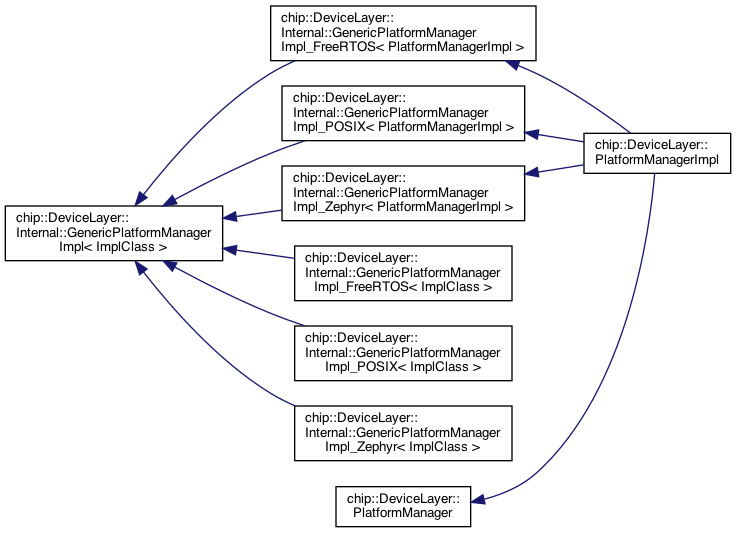 chip::DeviceLayer::
Internal::GenericPlatformManager
Impl_FreeRTOS< PlatformManagerImpl >
chip::DeviceLayer::
Internal::GenericPlatformManager
Impl_POSIX< PlatformManagerImpl >
chip::DeviceLayer::
PlatformManagerImpl
chip::DeviceLayer::
Internal::GenericPlatformManager
Impl_Zephyr< PlatformManagerImpl >
chip::DeviceLayer::
Internal::GenericPlatformManager
Impl< ImplClass >
chip::DeviceLayer::
Internal::GenericPlatformManager
Impl_FreeRTOS< ImplClass >
chip::DeviceLayer::
Internal::GenericPlatformManager
Impl_POSIX< ImplClass >
chip::DeviceLayer::
Internal::GenericPlatformManager
Impl_Zephyr< ImplClass >
chip::DeviceLayer::
PlatformManager